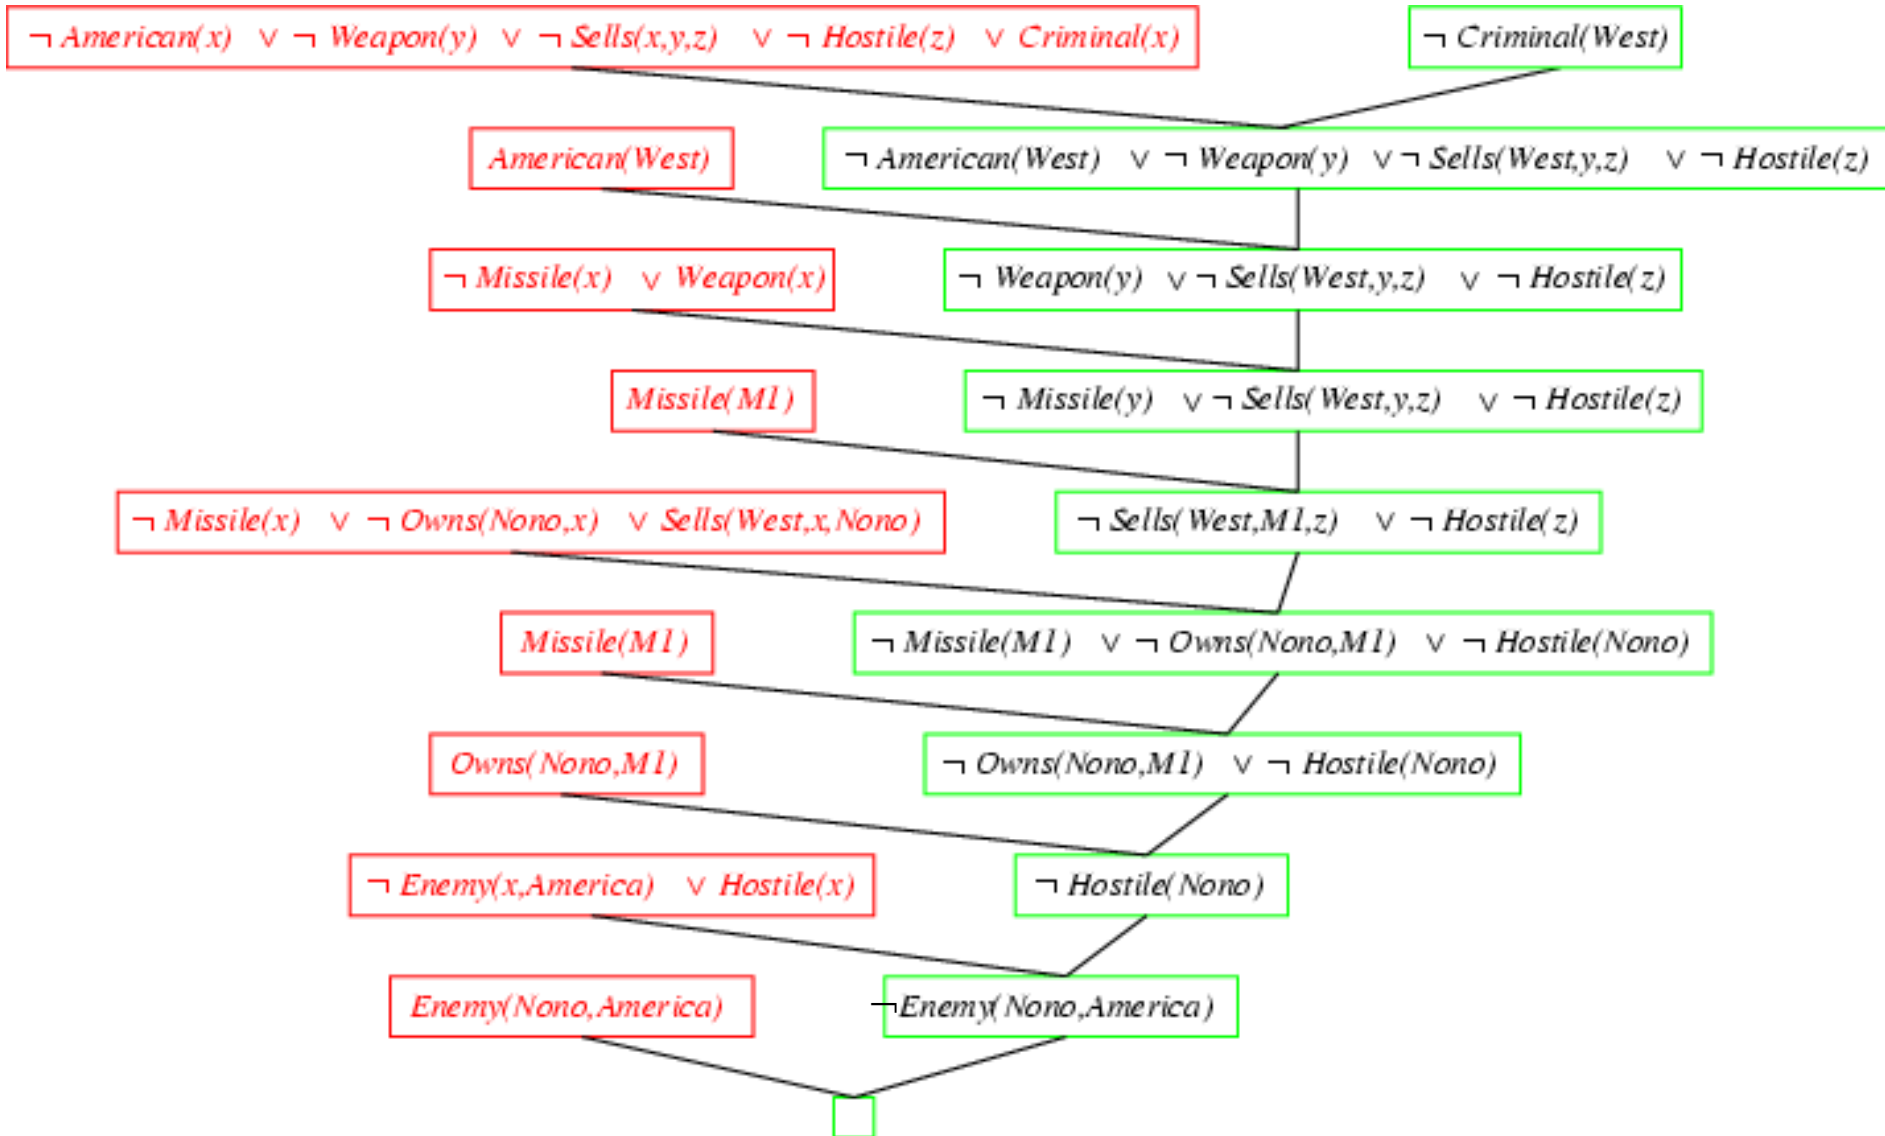 ¬ American(x) ∨ ¬ Weapon(y) ∨ ¬ Sells(x,y,z) ∨ ¬ Hostile(z) ∨ Criminal(x) ¬ Criminal(West)
American(West) ¬ American(West) ∨ ¬ Weapon(y) ∨ ¬ Sells(West,y,z) ∨ ¬ Hostile(z)
¬ Missile(x) ∨ Weapon(x) ¬ Weapon(y) ∨ ¬ Sells(West,y,z) ∨ ¬ Hostile(z)
Missile(M1) ¬ Missile(y) ∨ ¬ Sells(West,y,z) ∨ ¬ Hostile(z)
¬ Missile(x) ∨ ¬ Owns(Nono,x) ∨ Sells(West,x,Nono) ¬ Sells(West,M1,z) ∨ ¬ Hostile(z)
Missile(M1) ¬ Missile(M1) ∨ ¬ Owns(Nono,M1) ∨ ¬ Hostile(Nono)
Owns(Nono,M1) ¬ Owns(Nono,M1) ∨ ¬ Hostile(Nono)
¬ Enemy(x,America) ∨ Hostile(x) ¬ Hostile(Nono)
Enemy(Nono,America) ¬Enemy(Nono,America)